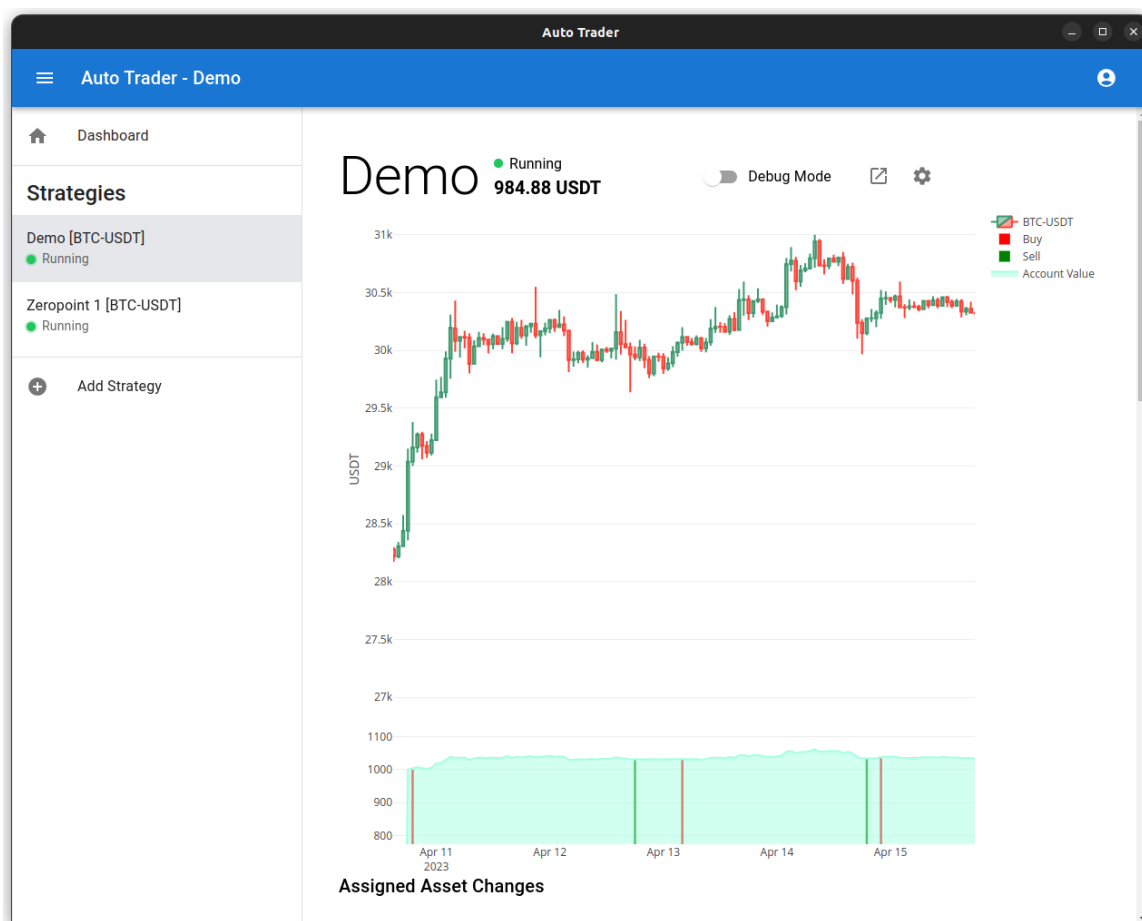 Auto Trader
Auto Trader - Demo
Dashboard
Strategies
Demo [BTC-USDT]
Running
Zeropoint 1 [BTC-USDT]
Running
Add Strategy
Demo
Running
984.88 USDT
Debug Mode
BTC-USDT
Buy
Sell
Account Value
31k
30.5k
30k
29.5k
29k
28.5k
28k
27.5k
27k
USDT
1100
1000
900
800
Apr 11
2023
Apr 12
Apr 13
Apr 14
Apr 15
Assigned Asset Changes